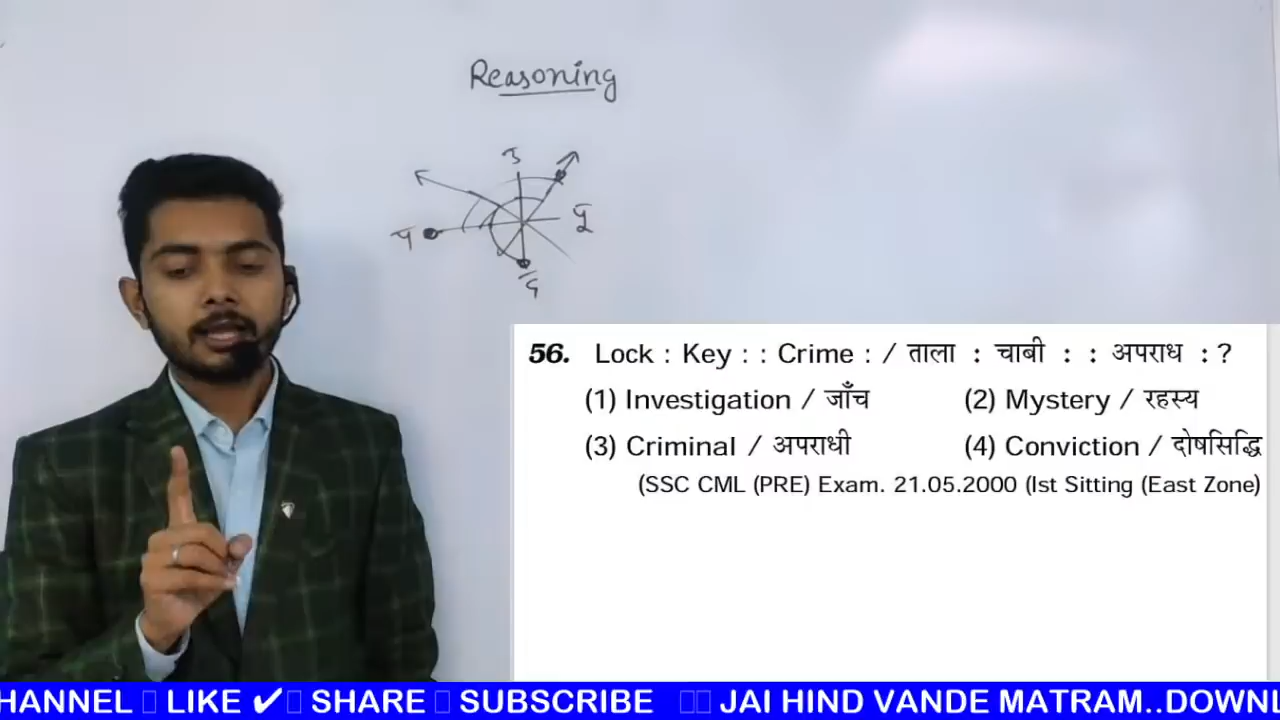 Reasoning
उ
पू
प
द
56. Lock : Key : : Crime : / ताला : चाबी : : अपराध : ?
(1) Investigation / जाँच (2) Mystery / रहस्य
(3) Criminal / अपराधी (4) Conviction / दोषसिद्धि
(SSC CML (PRE) Exam. 21.05.2000 (Ist Sitting (East Zone)
HANNEL LIKE ✔ SHARE SUBSCRIBE JAI HIND VANDE MATRAM..DOWNL